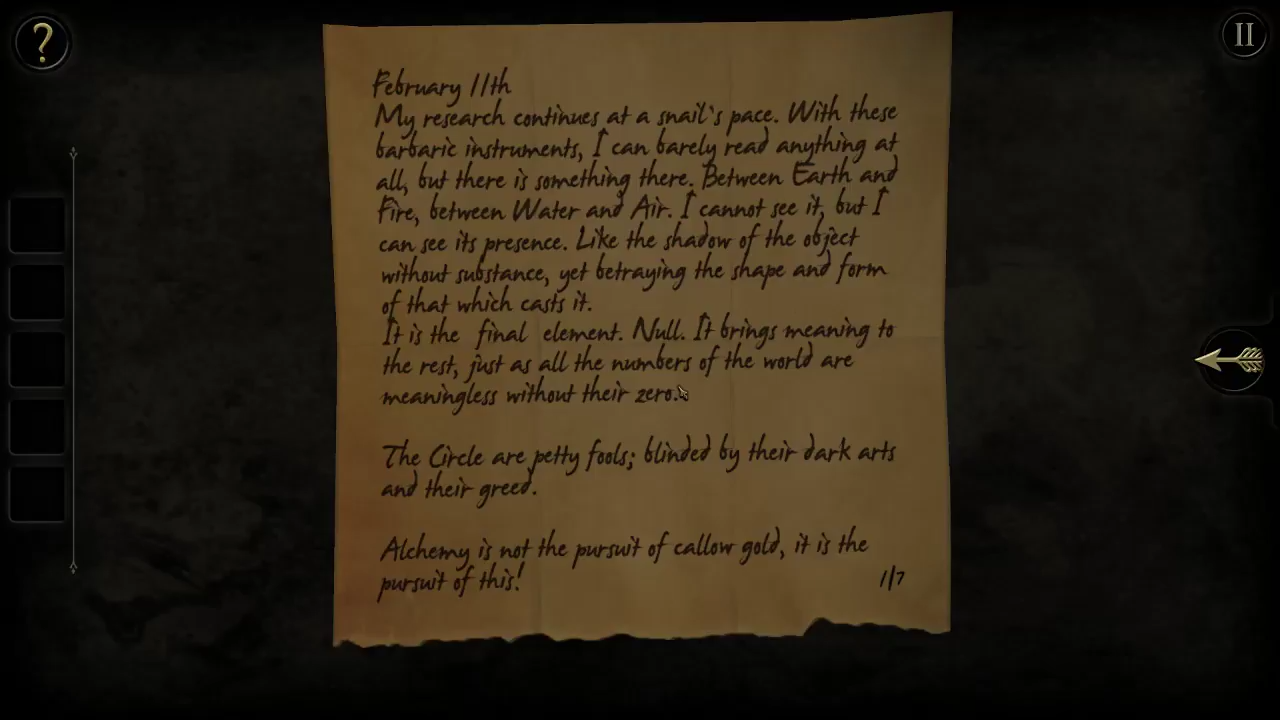 ?
February 11th
My research continues at a snail's pace. With these
barbaric instruments, I can barely read anything at
all, but there is something there. Between Earth and
Fire, between Water and Air. I cannot see it, but I
can see its presence. Like the shadow of the object
without substance, yet betraying the shape and form
of that which casts it.
It is the final element. Null. It brings meaning to
the rest, just as all the numbers of the world are
meaningless without their zero.
The Circle are petty fools; blinded by their dark arts
and their greed.
Alchemy is not the pursuit of callow gold, it is the
pursuit of this!
1/7